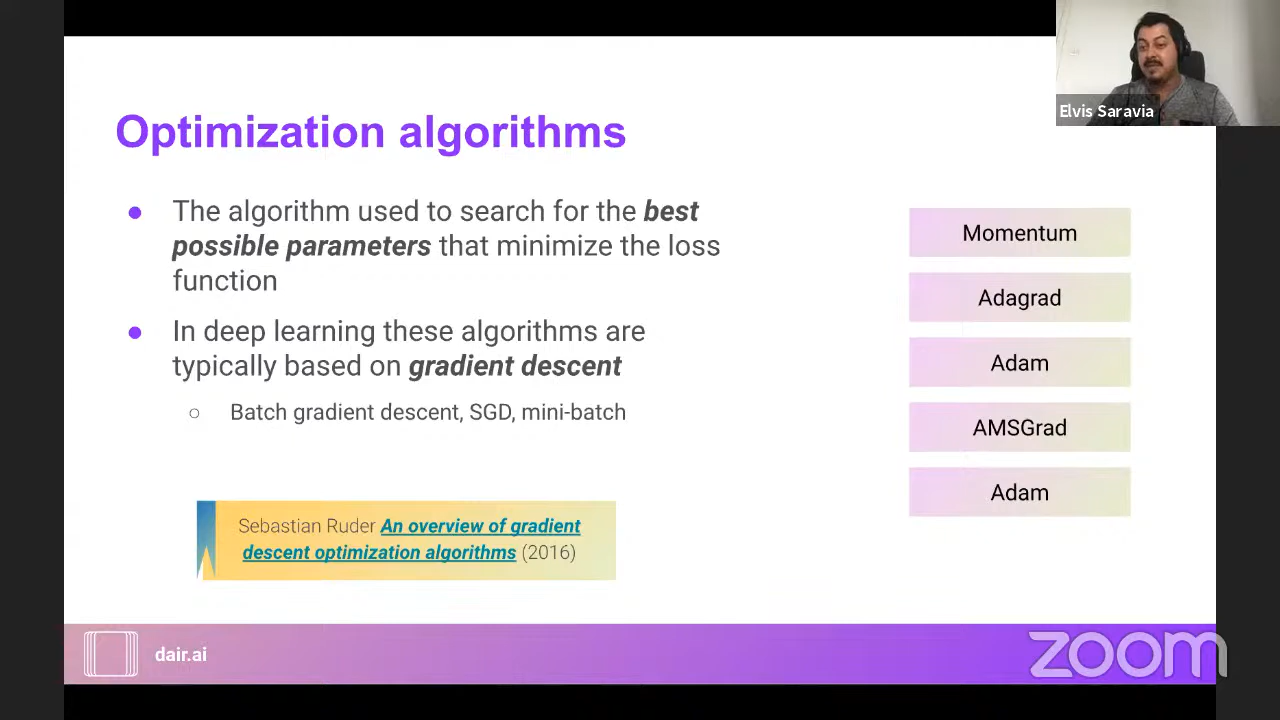 Elvis Saravia
Optimization algorithms
The algorithm used to search for the best
possible parameters that minimize the loss
function
In deep learning these algorithms are
typically based on gradient descent
Batch gradient descent, SGD, mini-batch
Sebastian Ruder An overview of gradient
descent optimization algorithms (2016)
Momentum
Adagrad
Adam
AMSGrad
Adam
dair.ai
zoom